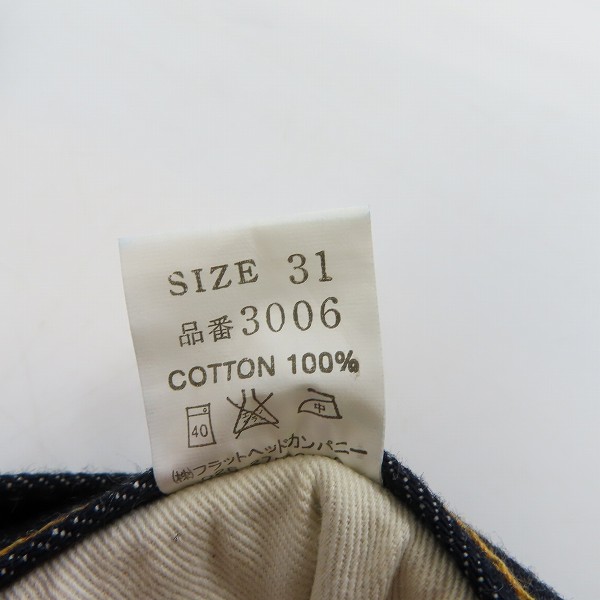 SIZE 31
品番3006
COTTON 100%
40 中
㈱フラットヘッドカンパニー